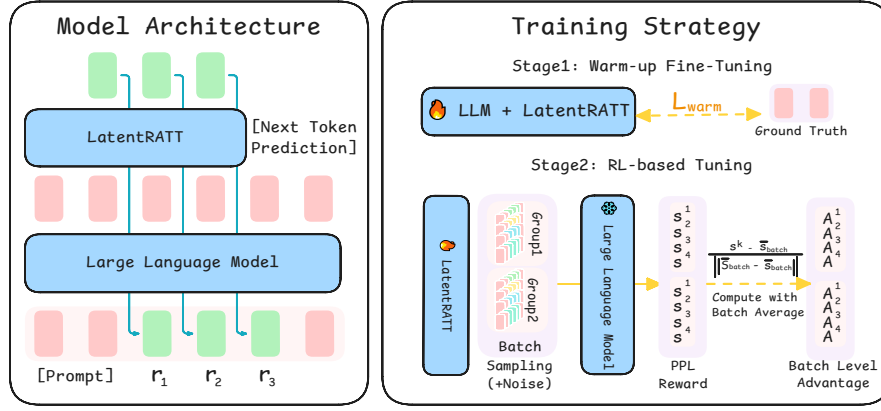 Model Architecture
LatentRATT
[Next Token
Prediction]
Large Language Model
[Prompt]
r1
r2
r3
Training Strategy
Stage1: Warm-up Fine-Tuning
LLM + LatentRATT
Lwarm
Ground Truth
Stage2: RL-based Tuning
LatentRATT
Group1
Group2
Batch
Sampling
(+Noise)
Large Language Model
s1
s2
s3
s4
s
s1
s2
s3
s4
s
PPL
Reward
sk - s̅batch
||s̅batch - s̅batch||
Compute with
Batch Average
A1
A2
A3
A4
A
A1
A2
A3
A4
A
Batch Level
Advantage